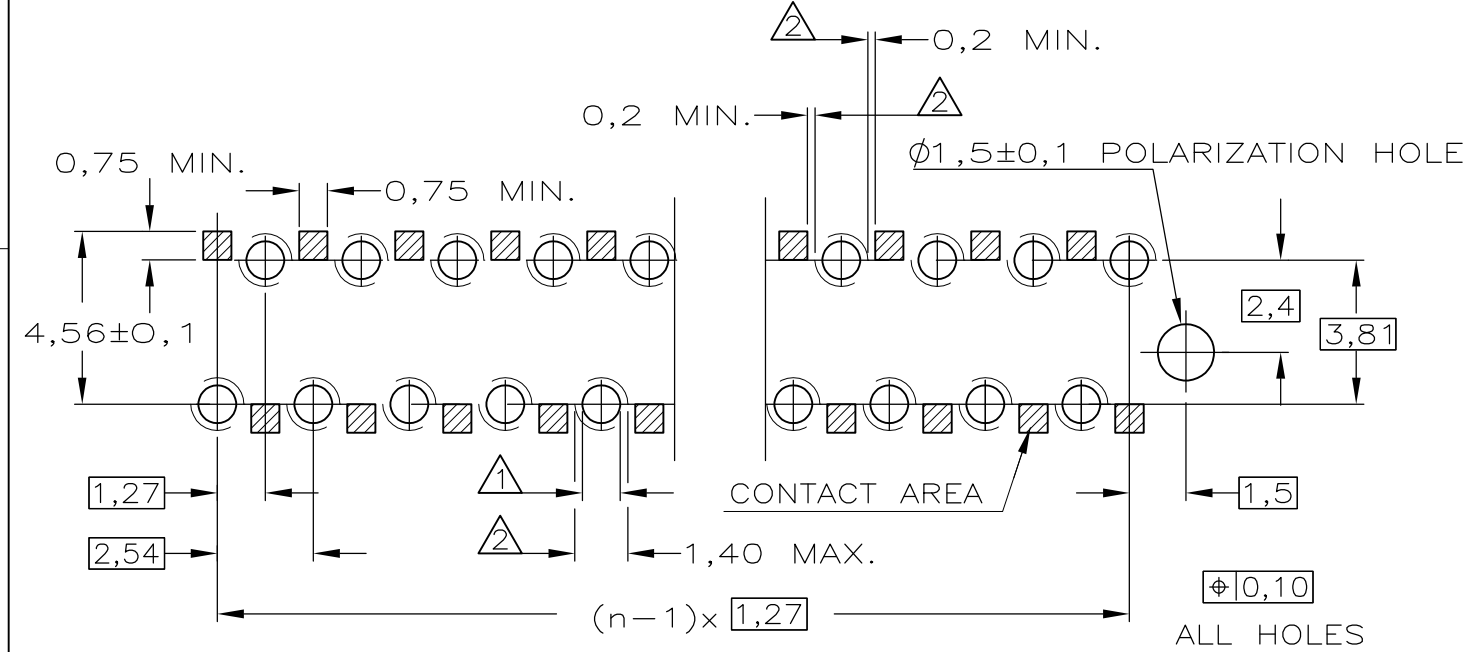 2
0,2 MIN.
0,2 MIN.
2
Ø1,5±0,1 POLARIZATION HOLE
0,75 MIN.
0,75 MIN.
4,56±0,1
2,4
3,81
1,27
1
CONTACT AREA
1,5
2,54
2
1,40 MAX.
⌖ 0,10
(n-1)x 1,27
ALL HOLES